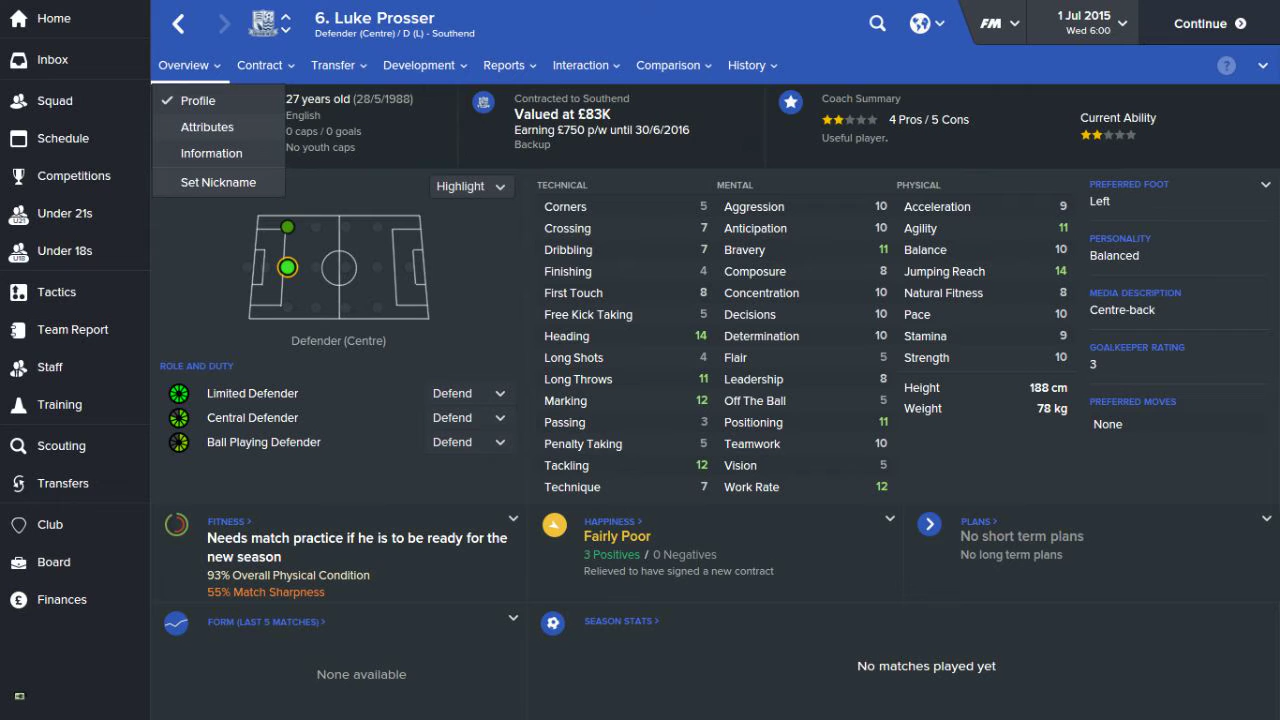 Home
Inbox
Squad
Schedule
Competitions
Under 21s
Under 18s
Tactics
Team Report
Staff
Training
Scouting
Transfers
Club
Board
Finances
6. Luke Prosser
Defender (Centre) / D (L) - Southend
FM
1 Jul 2015
Wed 6:00
Continue
Overview
Contract
Transfer
Development
Reports
Interaction
Comparison
History
?
Profile
Attributes
Information
Set Nickname
27 years old (28/5/1988)
English
0 caps / 0 goals
No youth caps
Contracted to Southend
Valued at £83K
Earning £750 p/w until 30/6/2016
Backup
Coach Summary
4 Pros / 5 Cons
Useful player.
Current Ability
Highlight
Defender (Centre)
ROLE AND DUTY
Limited Defender Defend
Central Defender Defend
Ball Playing Defender Defend
TECHNICAL
Corners 5
Crossing 7
Dribbling 7
Finishing 4
First Touch 8
Free Kick Taking 5
Heading 14
Long Shots 4
Long Throws 11
Marking 12
Passing 3
Penalty Taking 5
Tackling 12
Technique 7
MENTAL
Aggression 10
Anticipation 10
Bravery 11
Composure 8
Concentration 10
Decisions 10
Determination 10
Flair 5
Leadership 8
Off The Ball 5
Positioning 11
Teamwork 10
Vision 5
Work Rate 12
PHYSICAL
Acceleration 9
Agility 11
Balance 10
Jumping Reach 14
Natural Fitness 8
Pace 10
Stamina 9
Strength 10
Height 188 cm
Weight 78 kg
PREFERRED FOOT
Left
PERSONALITY
Balanced
MEDIA DESCRIPTION
Centre-back
GOALKEEPER RATING
3
PREFERRED MOVES
None
FITNESS >
Needs match practice if he is to be ready for the
new season
93% Overall Physical Condition
55% Match Sharpness
HAPPINESS >
Fairly Poor
3 Positives / 0 Negatives
Relieved to have signed a new contract
PLANS >
No short term plans
No long term plans
FORM (LAST 5 MATCHES) >
None available
SEASON STATS >
No matches played yet